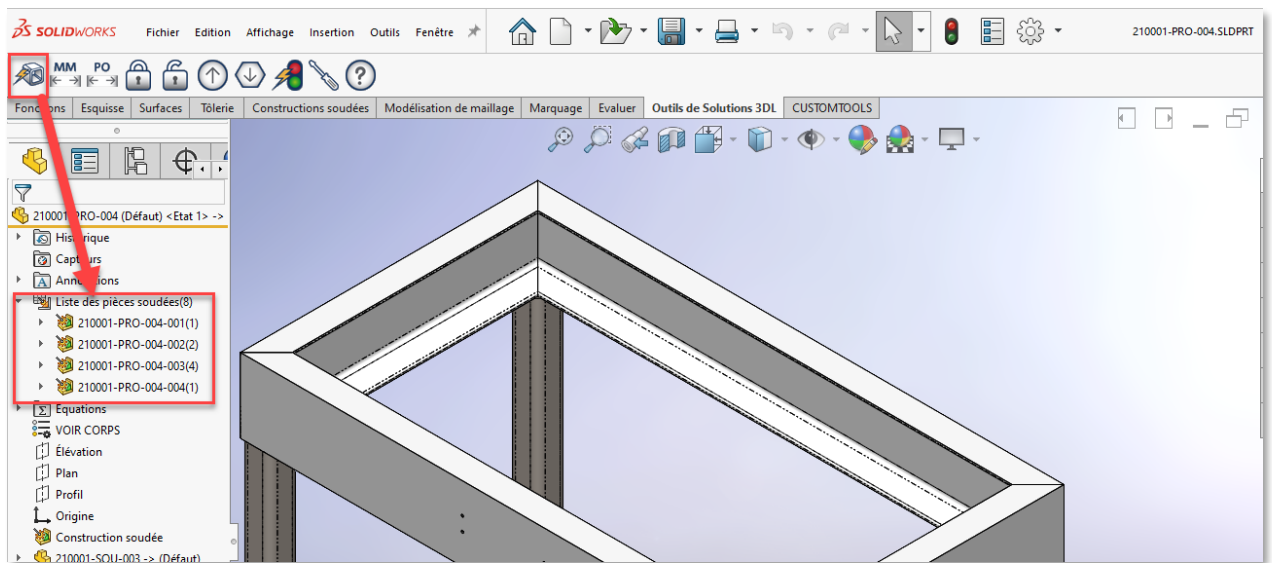 SOLIDWORKS Fichier Edition Affichage Insertion Outils Fenêtre 210001-PRO-004.SLDPRT
MM PO
Fonctions Esquisse Surfaces Tôlerie Constructions soudées Modélisation de maillage Marquage Evaluer Outils de Solutions 3DL CUSTOMTOOLS
210001-PRO-004 (Défaut) <Etat 1> ->
Historique
Capteurs
Annotations
Liste des pièces soudées(8)
210001-PRO-004-001(1)
210001-PRO-004-002(2)
210001-PRO-004-003(4)
210001-PRO-004-004(1)
Equations
VOIR CORPS
Élévation
Plan
Profil
Origine
Construction soudée
210001-SOU-003 -> (Défaut)